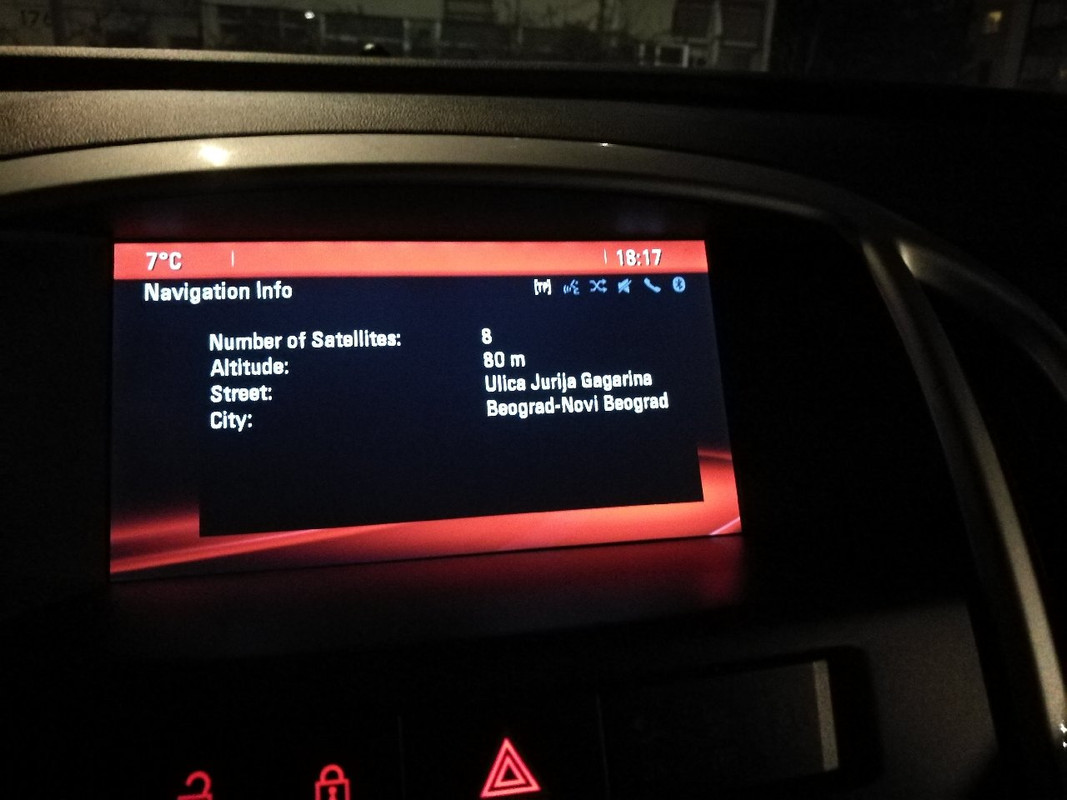 7°C 18:17
Navigation Info
Number of Satellites: 8
Altitude: 80 m
Street: Ulica Jurija Gagarina
City: Beograd-Novi Beograd